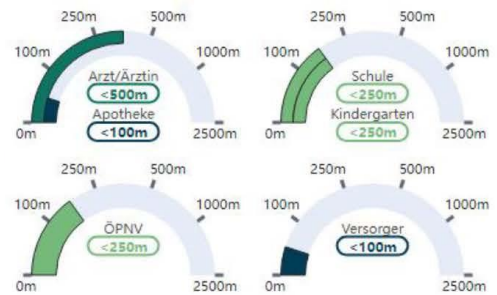 250m 500m
100m 1000m
Arzt/Ärztin
<500m
Apotheke
<100m
0m 2500m
250m 500m
100m 1000m
Schule
<250m
Kindergarten
<250m
0m 2500m
250m 500m
100m 1000m
ÖPNV
<250m
0m 2500m
250m 500m
100m 1000m
Versorger
<100m
0m 2500m